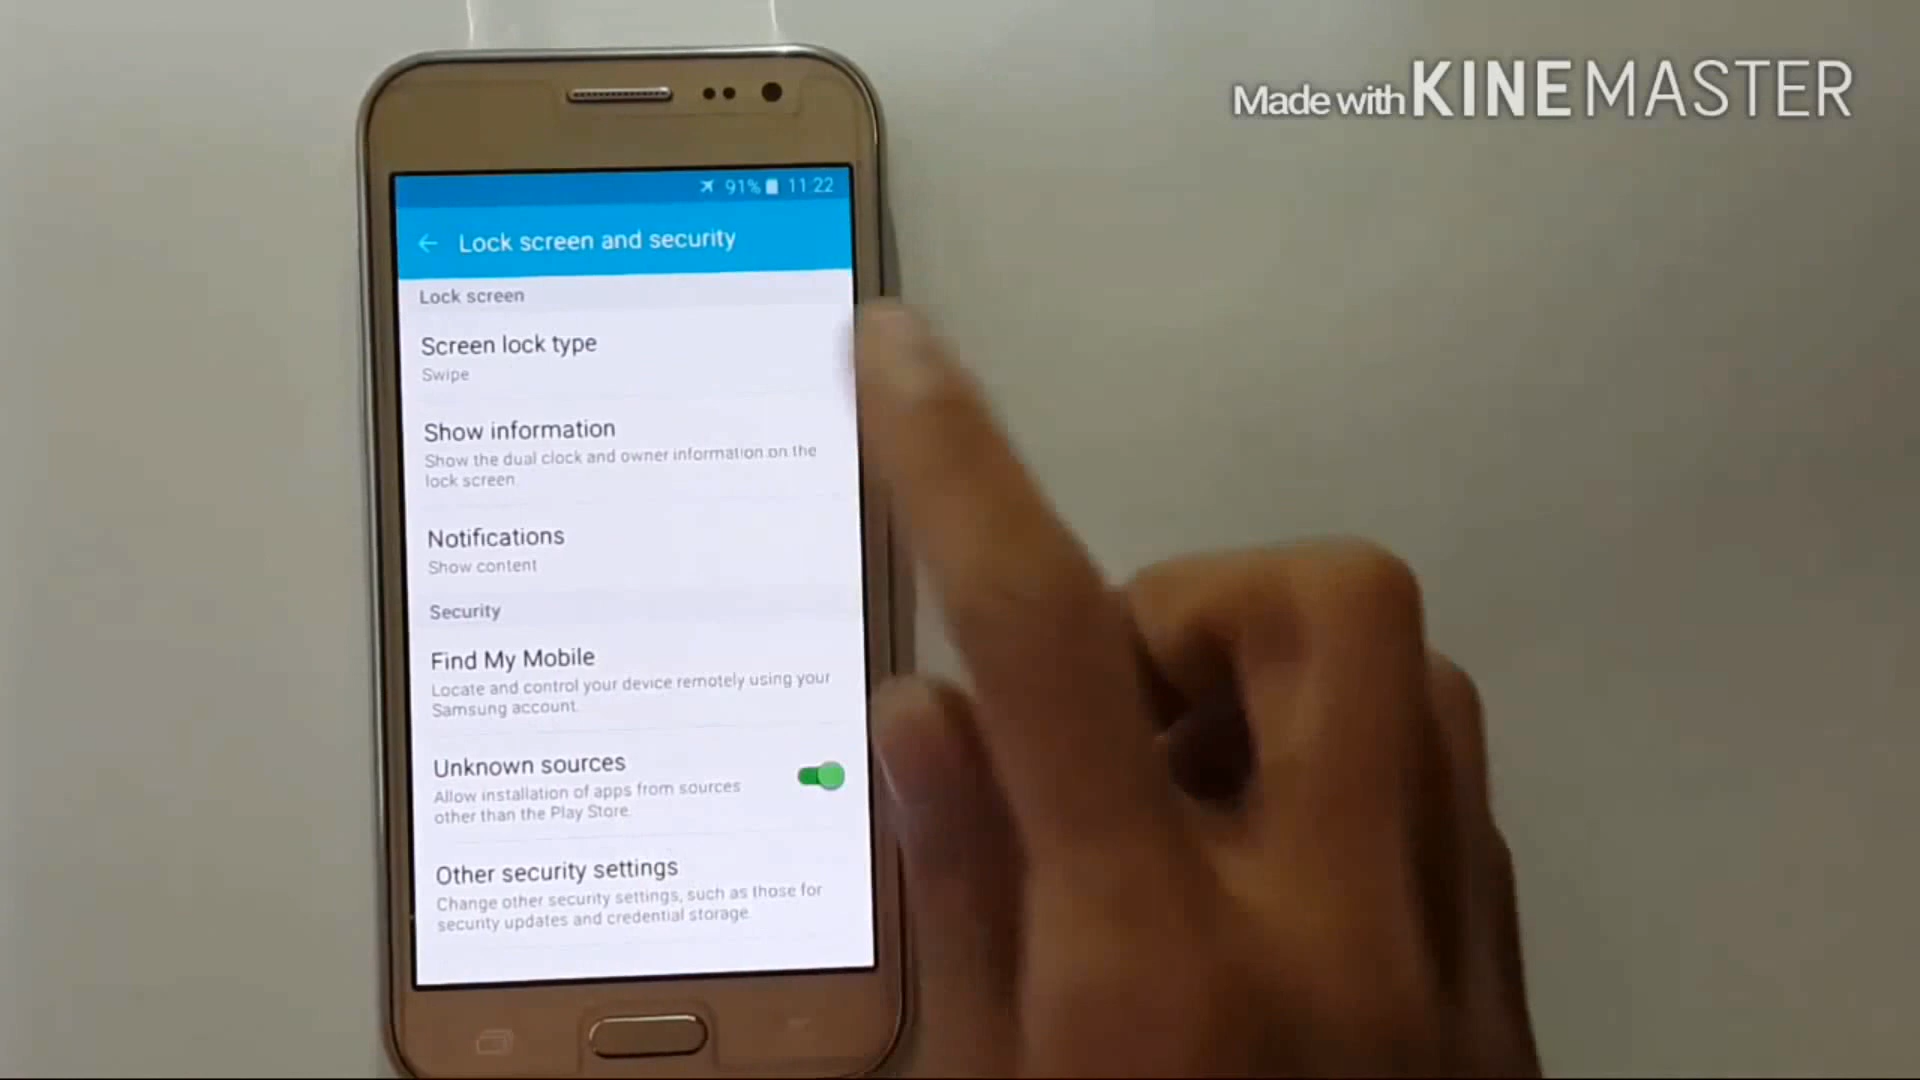 Made with KINEMASTER
91% 11:22
Lock screen and security
Lock screen
Screen lock type
Swipe
Show information
Show the dual clock and owner information on the
lock screen.
Notifications
Show content
Security
Find My Mobile
Locate and control your device remotely using your
Samsung account.
Unknown sources
Allow installation of apps from sources
other than the Play Store.
Other security settings
Change other security settings, such as those for
security updates and credential storage.